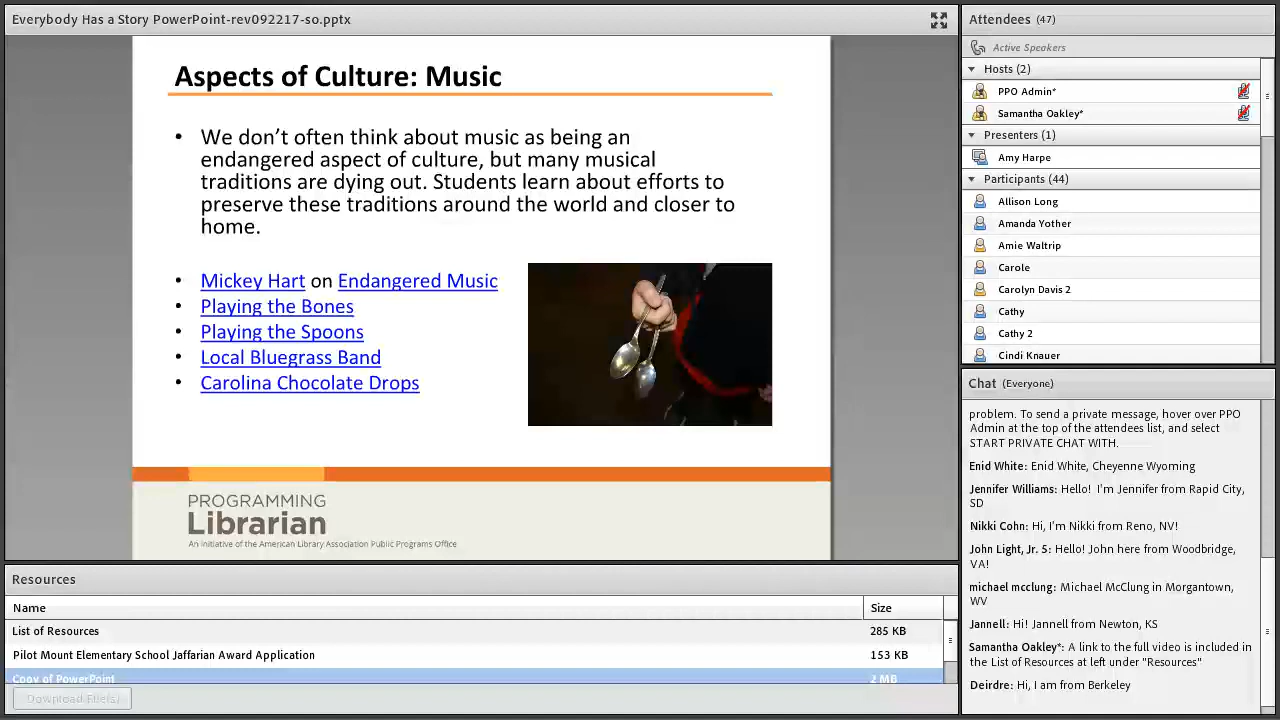 Everybody Has a Story PowerPoint-rev092217-so.pptx
Aspects of Culture: Music
• We don’t often think about music as being an
endangered aspect of culture, but many musical
traditions are dying out. Students learn about efforts to
preserve these traditions around the world and closer to
home.
• Mickey Hart on Endangered Music
• Playing the Bones
• Playing the Spoons
• Local Bluegrass Band
• Carolina Chocolate Drops
PROGRAMMING
Librarian
An initiative of the American Library Association Public Programs Office
Resources
Name Size
List of Resources 285 KB
Pilot Mount Elementary School Jaffarian Award Application 153 KB
Copy of PowerPoint 2 MB
Download File(s)
Attendees (47)
Active Speakers
Hosts (2)
PPO Admin*
Samantha Oakley*
Presenters (1)
Amy Harpe
Participants (44)
Allison Long
Amanda Yother
Amie Waltrip
Carole
Carolyn Davis 2
Cathy
Cathy 2
Cindi Knauer
Chat (Everyone)
problem. To send a private message, hover over PPO
Admin at the top of the attendees list, and select
START PRIVATE CHAT WITH.
Enid White: Enid White, Cheyenne Wyoming
Jennifer Williams: Hello! I'm Jennifer from Rapid City,
SD
Nikki Cohn: Hi, I'm Nikki from Reno, NV!
John Light, Jr. 5: Hello! John here from Woodbridge,
VA!
michael mcclung: Michael McClung in Morgantown,
WV
Jannell: Hi! Jannell from Newton, KS
Samantha Oakley*: A link to the full video is included in
the List of Resources at left under "Resources"
Deirdre: Hi, I am from Berkeley